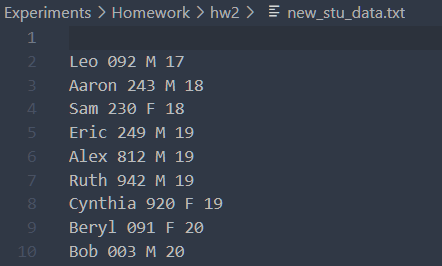 Experiments > Homework > hw2 > new_stu_data.txt
1
2 Leo 092 M 17
3 Aaron 243 M 18
4 Sam 230 F 18
5 Eric 249 M 19
6 Alex 812 M 19
7 Ruth 942 M 19
8 Cynthia 920 F 19
9 Beryl 091 F 20
10 Bob 003 M 20